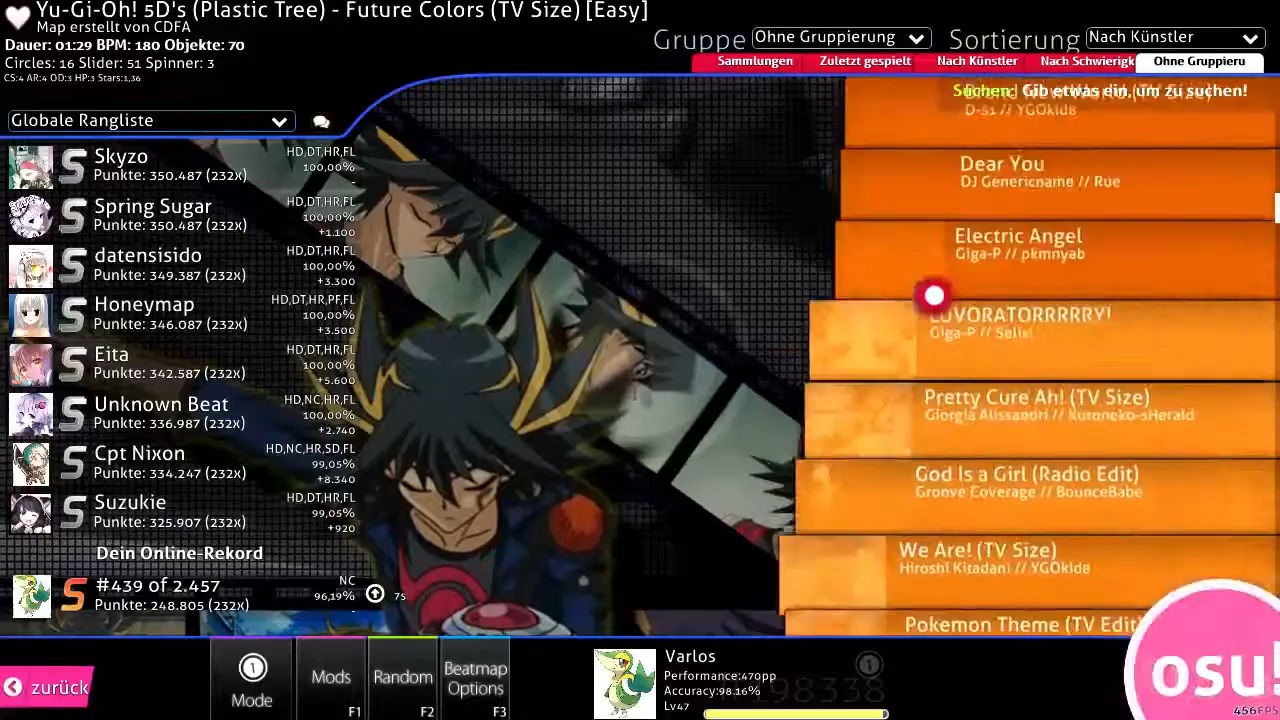 Yu-Gi-Oh! 5D's (Plastic Tree) - Future Colors (TV Size) [Easy]
Map erstellt von CDFA
Dauer: 01:29 BPM: 180 Objekte: 70
Circles: 16 Slider: 51 Spinner: 3
CS:4 AR:4 OD:3 HP:3 Stars:1,36
Gruppe Ohne Gruppierung Sortierung Nach Künstler
Sammlungen Zuletzt gespielt Nach Künstler Nach Schwierigk Ohne Gruppieru
Suchen: Gib etwas ein, um zu suchen!
D-51 // YGOkid8
Globale Rangliste
Skyzo
Punkte: 350.487 (232x)
HD,DT,HR,FL
100,00%
-
Spring Sugar
Punkte: 350.487 (232x)
HD,DT,HR,FL
100,00%
+1.100
datensisido
Punkte: 349.387 (232x)
HD,DT,HR,FL
100,00%
+3.300
Honeymap
Punkte: 346.087 (232x)
HD,DT,HR,PF,FL
100,00%
+3.500
Eita
Punkte: 342.587 (232x)
HD,DT,HR,FL
100,00%
+5.600
Unknown Beat
Punkte: 336.987 (232x)
HD,NC,HR,FL
100,00%
+2.740
Cpt Nixon
Punkte: 334.247 (232x)
HD,NC,HR,SD,FL
99,05%
+8.340
Suzukie
Punkte: 325.907 (232x)
HD,DT,HR,FL
99,05%
+920
Dein Online-Rekord
#439 of 2.457
Punkte: 248.805 (232x)
NC
96,19%
-
7s
Dear You
DJ Genericname // Rue
Electric Angel
Giga-P // pkmnyab
LUVORATORRRRRY!
Giga-P //
Pretty Cure Ah! (TV Size)
Kuroneko-sHerald
God Is a Girl (Radio Edit)
Groove Coverage // BounceBabe
We Are! (TV Size)
Hiroshi Kitadani // YGOkid8
Pokemon Theme (TV Edit)
zurück
1
Mode
Mods
F1
Random
F2
Beatmap
Options
F3
Varlos
Performance:470pp
Accuracy:98.16%
Lv47
1
198338
osu!
456FPS